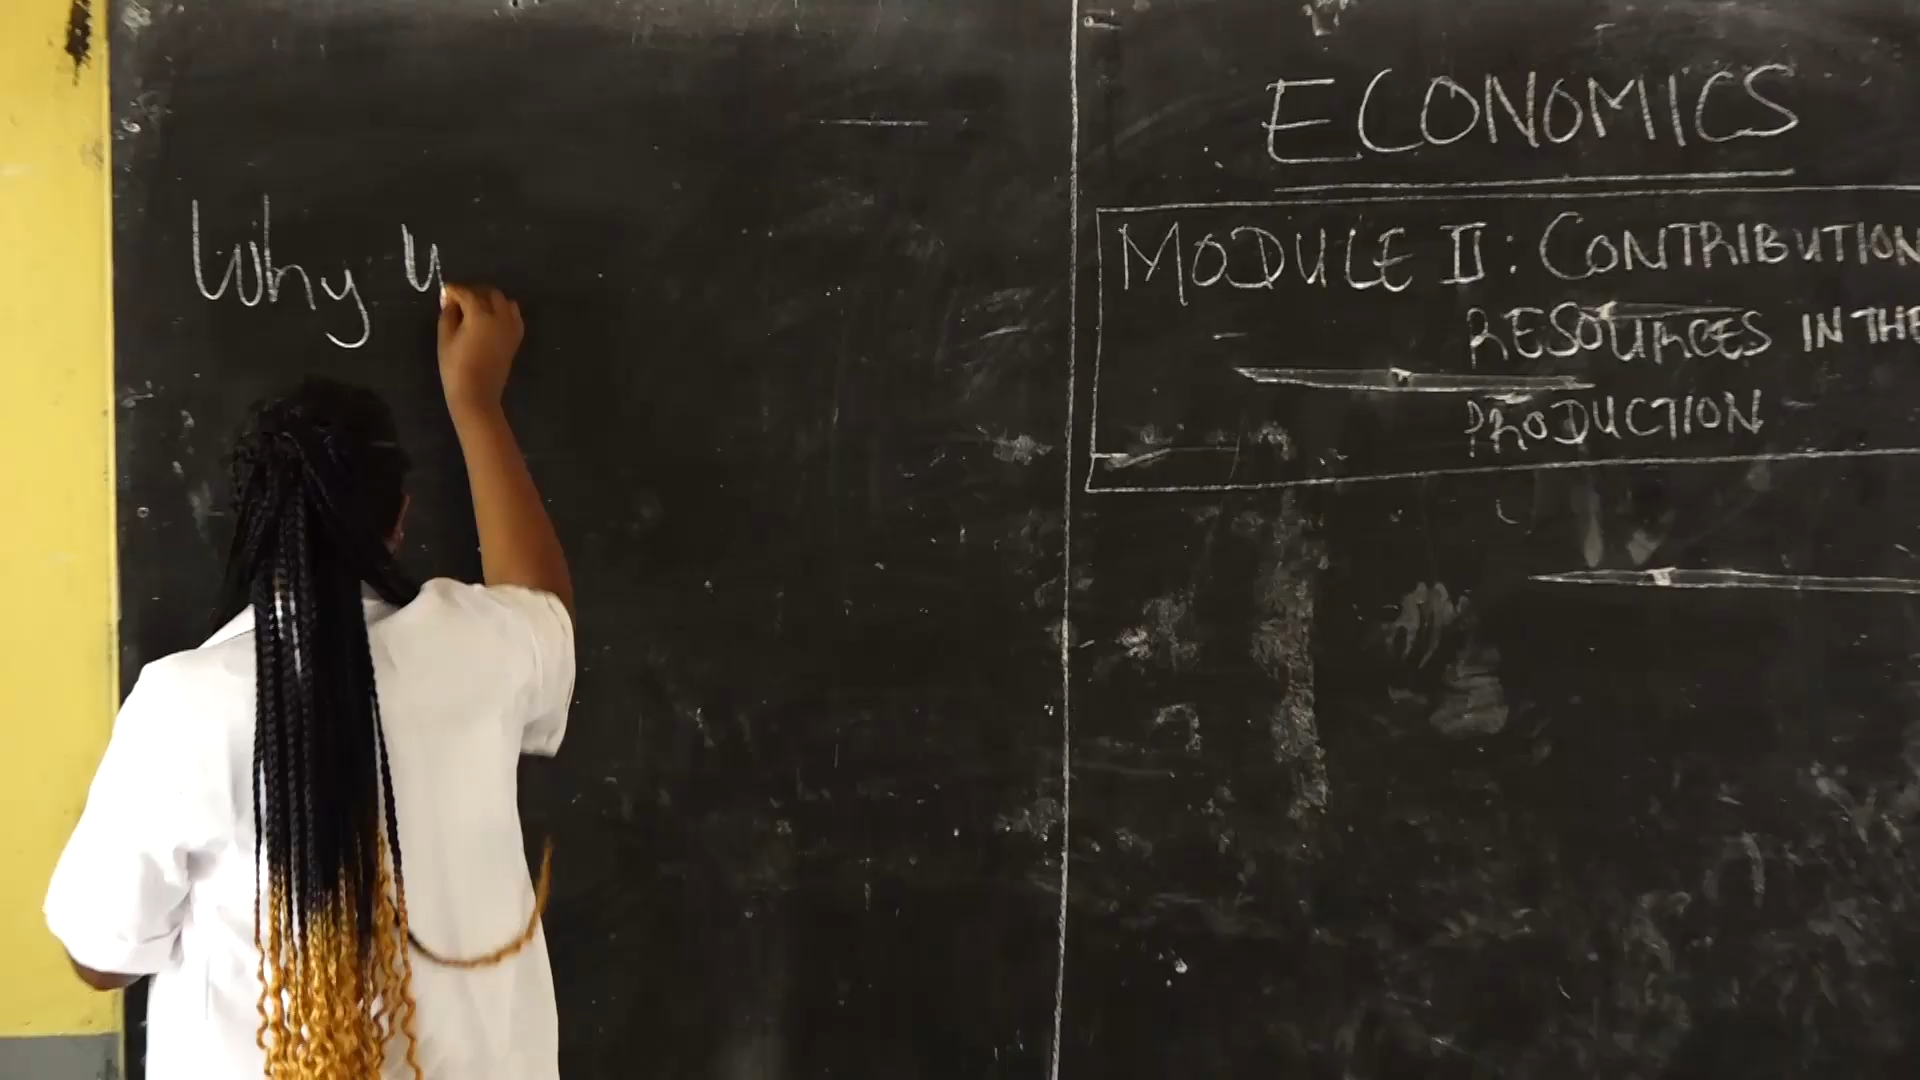 Why
ECONOMICS
MODULE II: CONTRIBUTION
RESOURCES IN THE
PRODUCTION